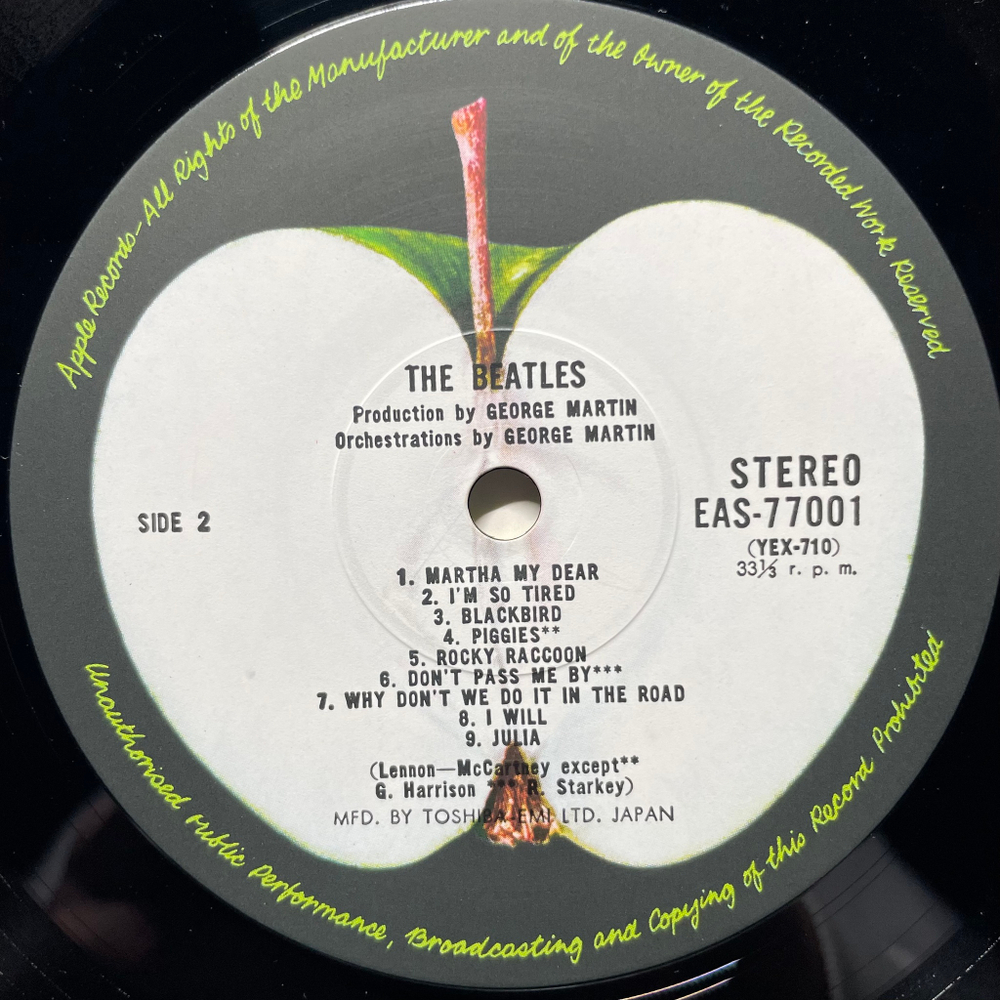 Apple Records—All Rights of the Manufacturer and of the Owner of the Recorded Work Reserved
THE BEATLES
Production by GEORGE MARTIN
Orchestrations by GEORGE MARTIN
STEREO
EAS-77001
(YEX-710)
33⅓ r. p. m.
SIDE 2
1. MARTHA MY DEAR
2. I'M SO TIRED
3. BLACKBIRD
4. PIGGIES**
5. ROCKY RACCOON
6. DON'T PASS ME BY***
7. WHY DON'T WE DO IT IN THE ROAD
8. I WILL
9. JULIA
(Lennon—McCartney except**
G. Harrison *** R. Starkey)
MFD. BY TOSHIBA-EMI LTD. JAPAN
Unauthorised Public Performance, Broadcasting and Copying of this Record Prohibited